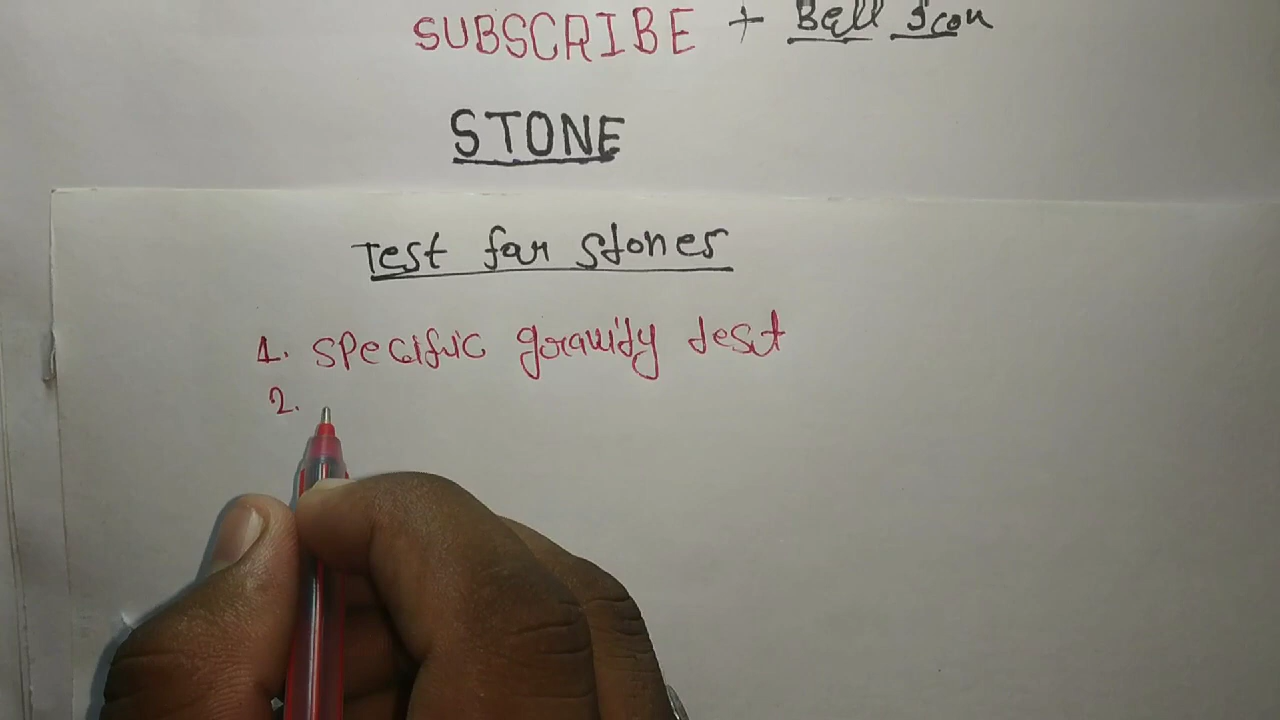 SUBSCRIBE + Bell Icon
STONE
Test for stones
1. specific gravity test
2.